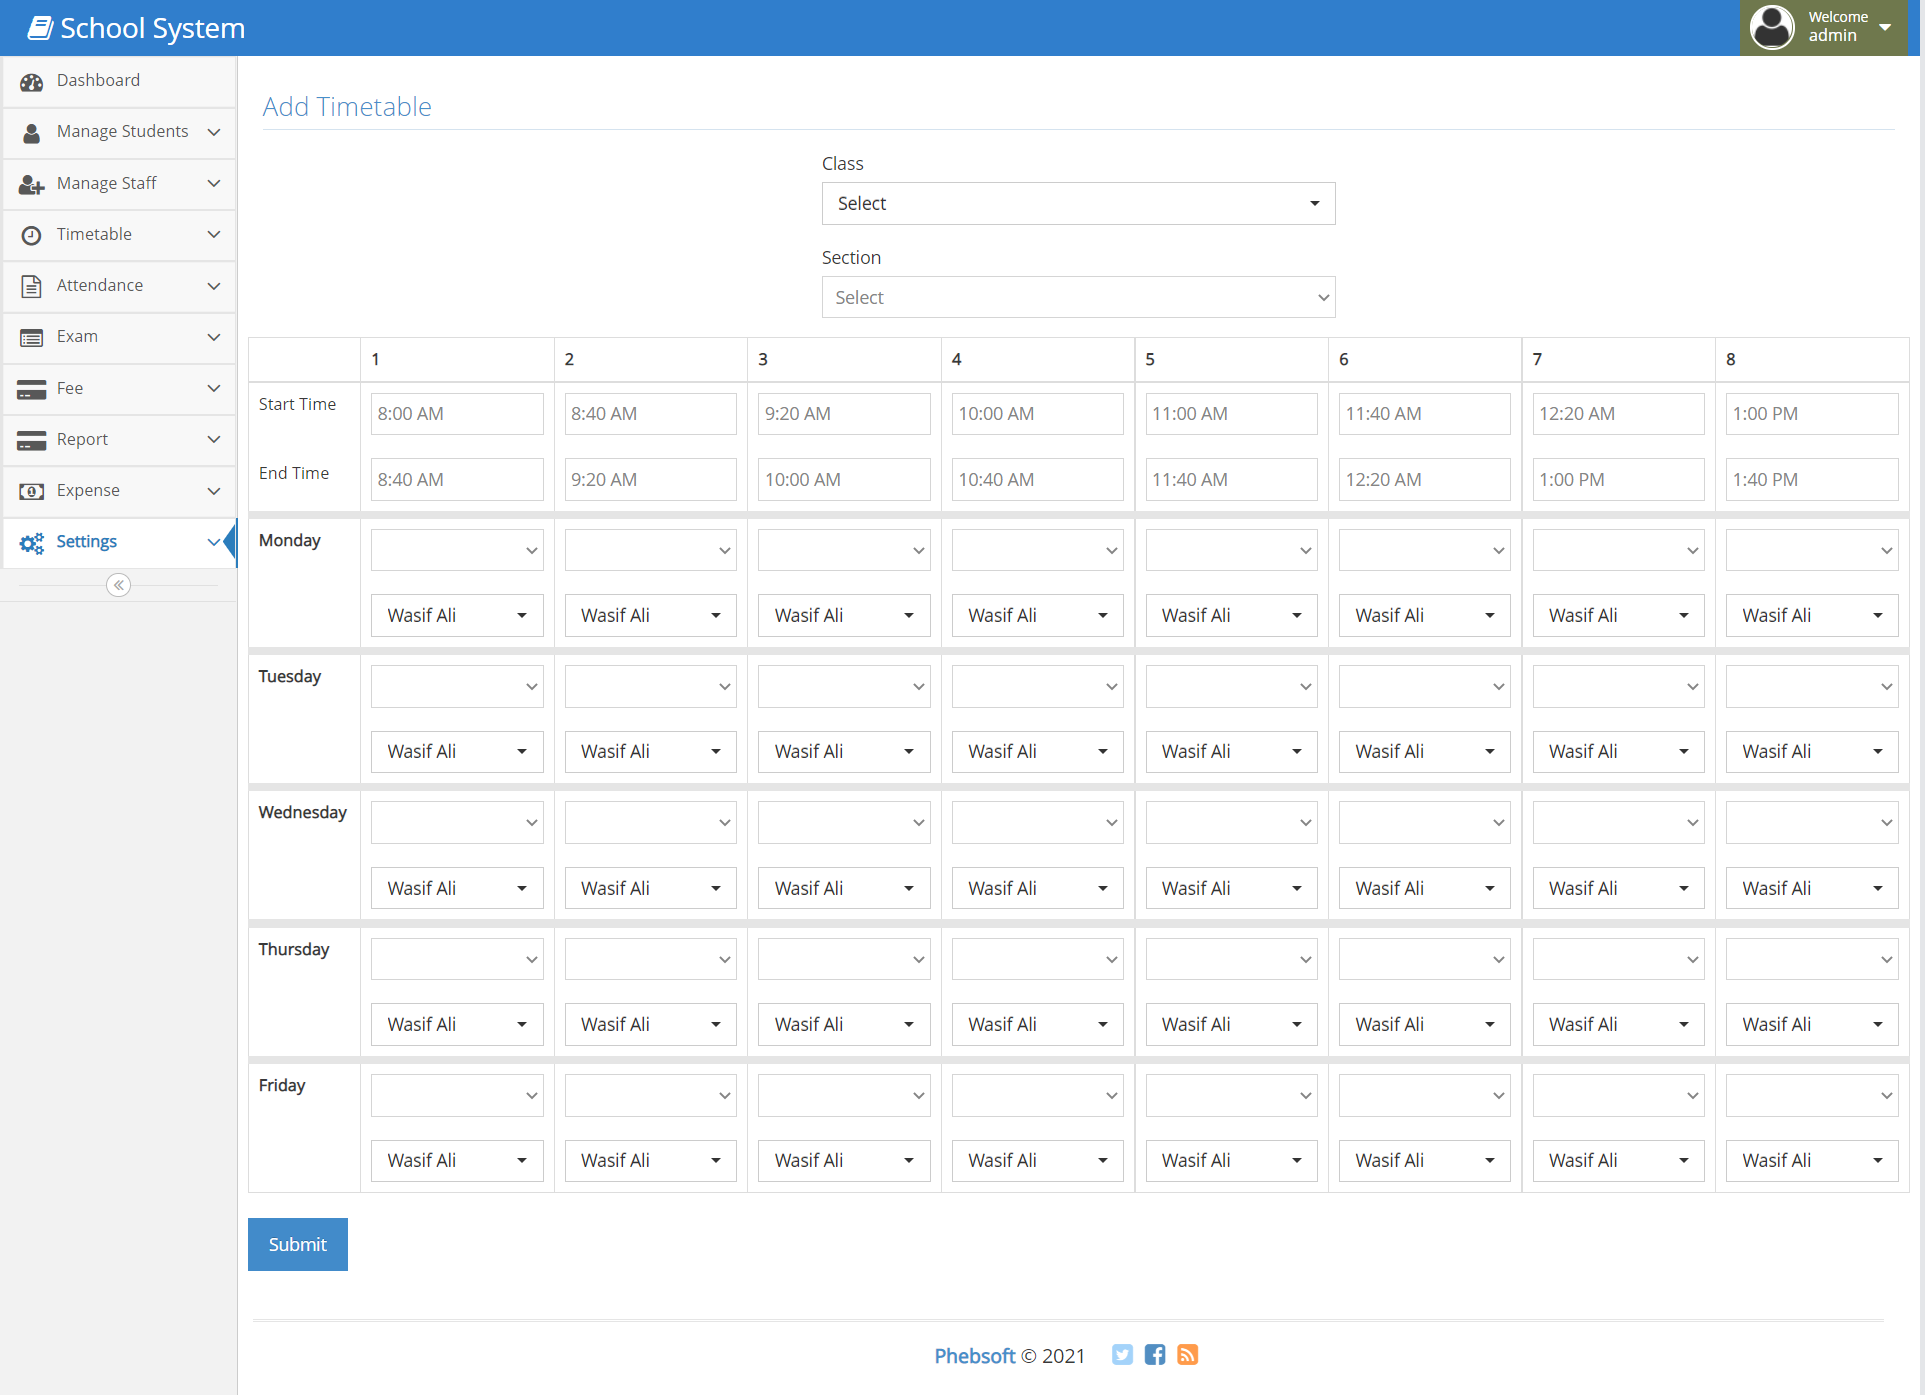 School System
Welcome
admin
Dashboard
Manage Students
Manage Staff
Timetable
Attendance
Exam
Fee
Report
Expense
Settings
Add Timetable
Class
Select
Section
Select
1 2 3 4 5 6 7 8
Start Time 8:00 AM 8:40 AM 9:20 AM 10:00 AM 11:00 AM 11:40 AM 12:20 AM 1:00 PM
End Time 8:40 AM 9:20 AM 10:00 AM 10:40 AM 11:40 AM 12:20 AM 1:00 PM 1:40 PM
Monday
Wasif Ali Wasif Ali Wasif Ali Wasif Ali Wasif Ali Wasif Ali Wasif Ali Wasif Ali
Tuesday
Wasif Ali Wasif Ali Wasif Ali Wasif Ali Wasif Ali Wasif Ali Wasif Ali Wasif Ali
Wednesday
Wasif Ali Wasif Ali Wasif Ali Wasif Ali Wasif Ali Wasif Ali Wasif Ali Wasif Ali
Thursday
Wasif Ali Wasif Ali Wasif Ali Wasif Ali Wasif Ali Wasif Ali Wasif Ali Wasif Ali
Friday
Wasif Ali Wasif Ali Wasif Ali Wasif Ali Wasif Ali Wasif Ali Wasif Ali Wasif Ali
Submit
Phebsoft © 2021